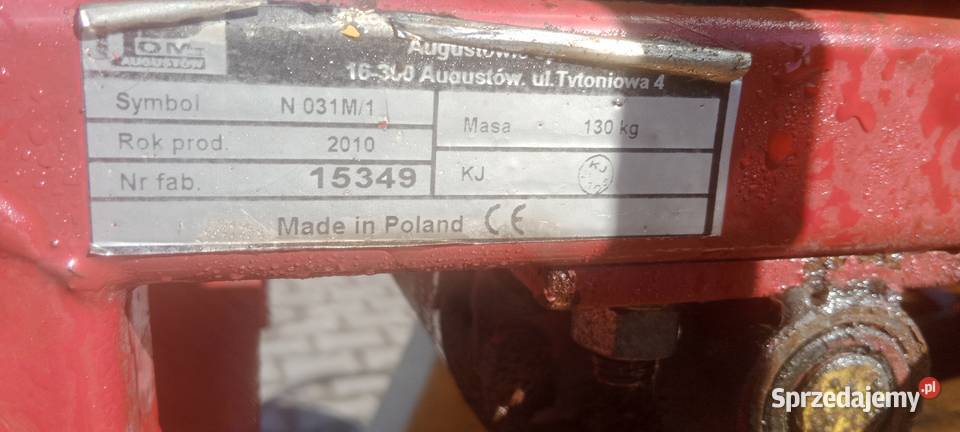 AUGUSTÓW
16-300 Augustów. ul.Tytoniowa 4
Symbol N 031M/1
Rok prod. 2010
Nr fab. 15349
Masa 130 kg
KJ KJ
Made in Poland CE
Sprzedajemy.pl